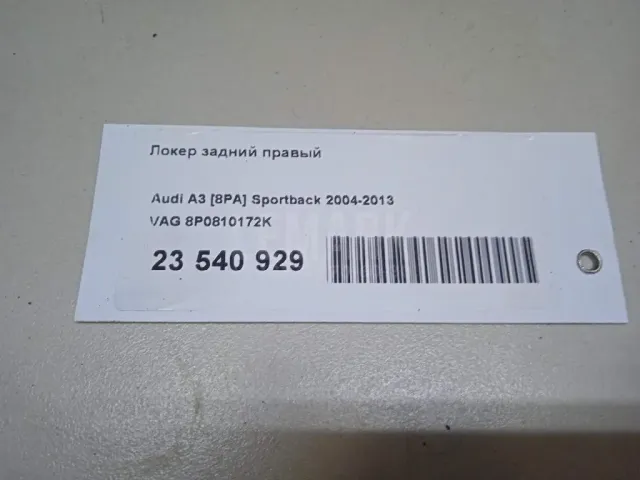 Локер задний правый
Audi A3 [8PA] Sportback 2004-2013
VAG 8P0810172K
23 540 929